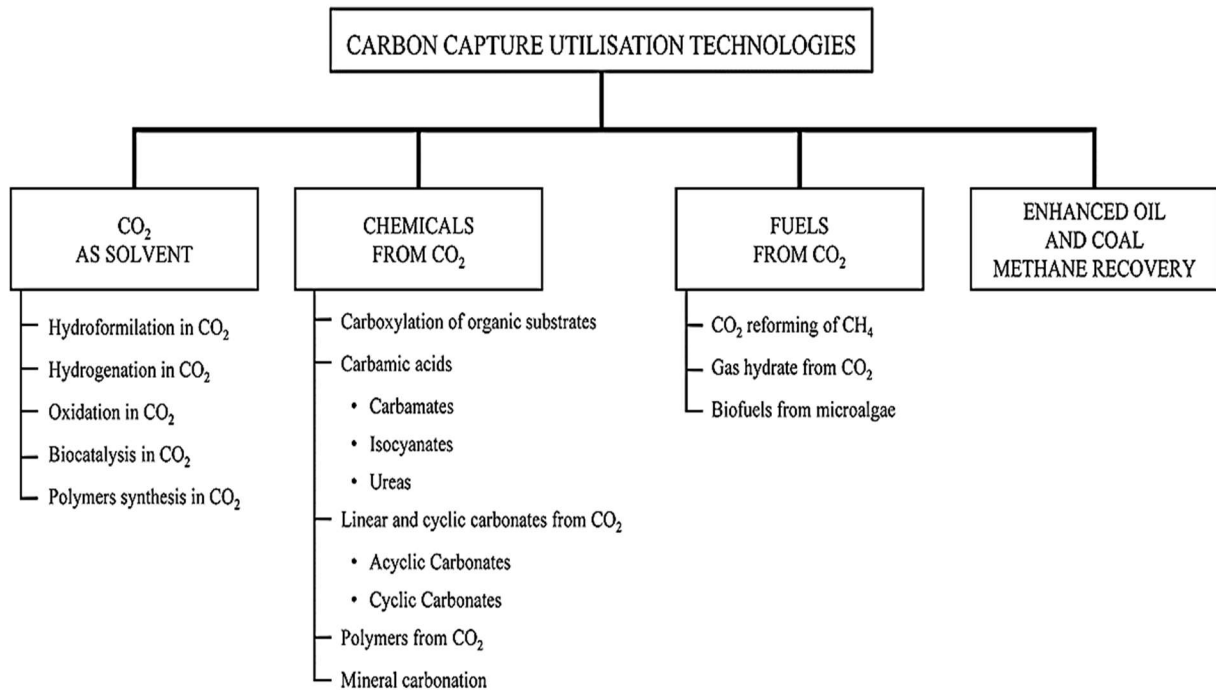 CARBON CAPTURE UTILISATION TECHNOLOGIES
CO₂
AS SOLVENT
Hydroformilation in CO₂
Hydrogenation in CO₂
Oxidation in CO₂
Biocatalysis in CO₂
Polymers synthesis in CO₂
CHEMICALS
FROM CO₂
Carboxylation of organic substrates
Carbamic acids
• Carbamates
• Isocyanates
• Ureas
Linear and cyclic carbonates from CO₂
• Acyclic Carbonates
• Cyclic Carbonates
Polymers from CO₂
Mineral carbonation
FUELS
FROM CO₂
CO₂ reforming of CH₄
Gas hydrate from CO₂
Biofuels from microalgae
ENHANCED OIL
AND COAL
METHANE RECOVERY